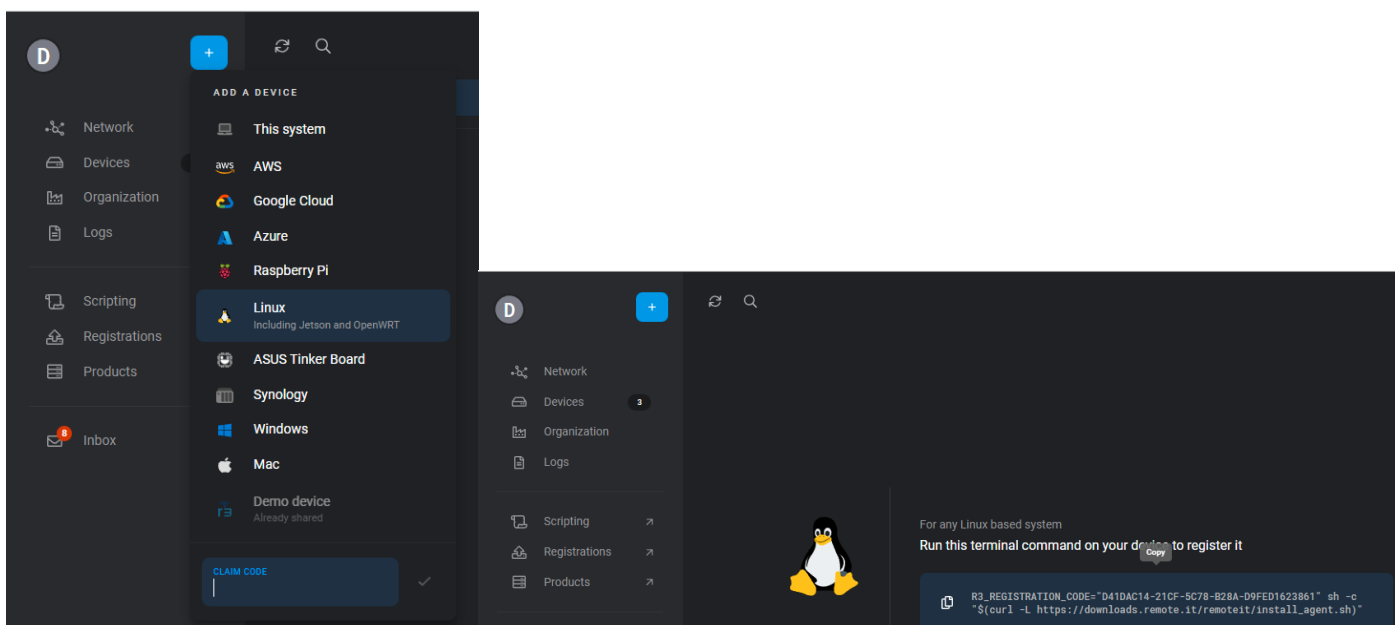 D
+
ADD A DEVICE
Network
Devices
Organization
Logs
Scripting
Registrations
Products
8
Inbox
This system
aws
AWS
Google Cloud
Azure
Raspberry Pi
Linux
Including Jetson and OpenWRT
ASUS Tinker Board
Synology
Windows
Mac
r3
Demo device
Already shared
CLAIM CODE
D
+
Network
Devices
3
Organization
Logs
Scripting
Registrations
Products
For any Linux based system
Run this terminal command on your to register it
Copy
R3_REGISTRATION_CODE="D41DAC14-21CF-5C78-B28A-D9FED1623861" sh -c
"$(curl -L https://downloads.remote.it/remoteit/install_agent.sh)"